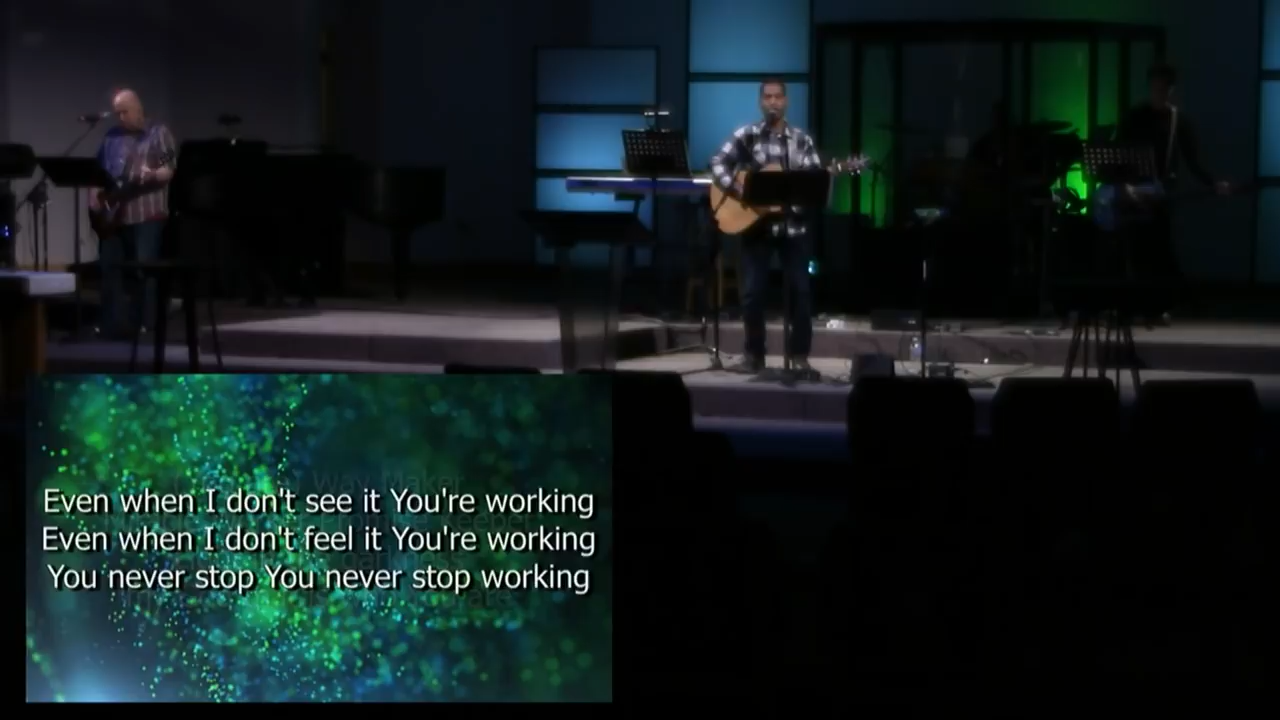 Even when I don't see it You're working
Even when I don't feel it You're working
You never stop You never stop working